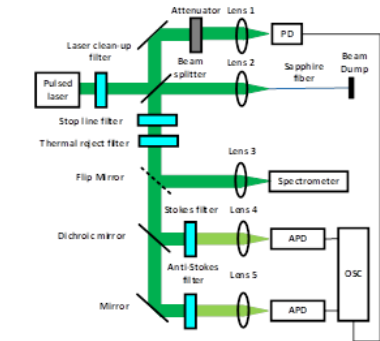 Attenuator
Lens 1
PD
Laser clean-up
filter
Beam
splitter
Lens 2
Sapphire
fiber
Beam
Dump
Pulsed
laser
Stop line filter
Thermal reject filter
Flip Mirror
Lens 3
Spectrometer
Stokes filter
Lens 4
Dichroic mirror
APD
Anti-Stokes
filter
Lens 5
OSC
Mirror
APD